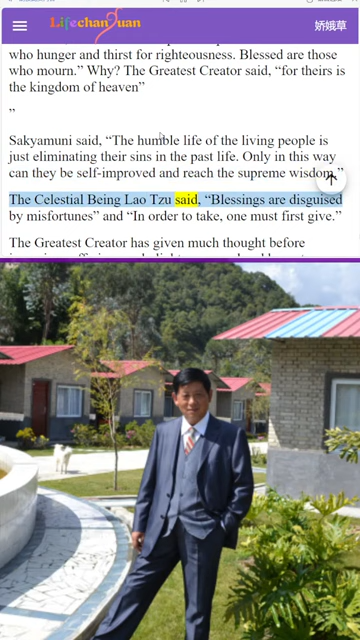 Lifechanyuan
娇娥草
who hunger and thirst for righteousness. Blessed are those
who mourn.” Why? The Greatest Creator said, “for theirs is
the kingdom of heaven”
”
Sakyamuni said, “The humble life of the living people is
just eliminating their sins in the past life. Only in this way
can they be self-improved and reach the supreme wisdom.”
The Celestial Being Lao Tzu said, “Blessings are disguised
by misfortunes” and “In order to take, one must first give.”
The Greatest Creator has given much thought before